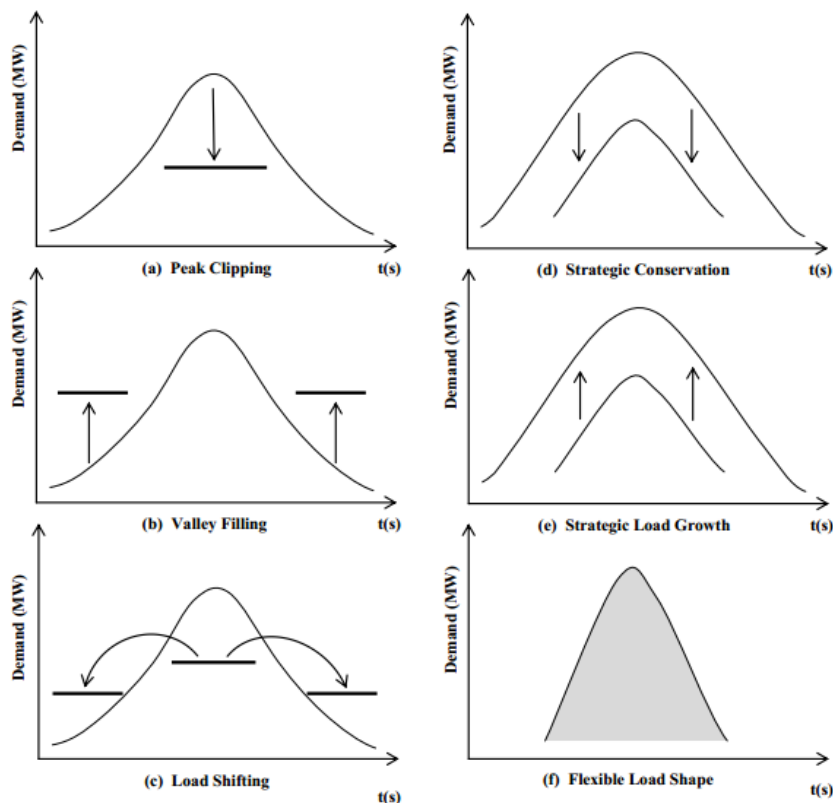 Demand (MW)
(a) Peak Clipping
t(s)
Demand (MW)
(b) Valley Filling
t(s)
Demand (MW)
(c) Load Shifting
t(s)
Demand (MW)
(d) Strategic Conservation
t(s)
Demand (MW)
(e) Strategic Load Growth
t(s)
Demand (MW)
(f) Flexible Load Shape
t(s)